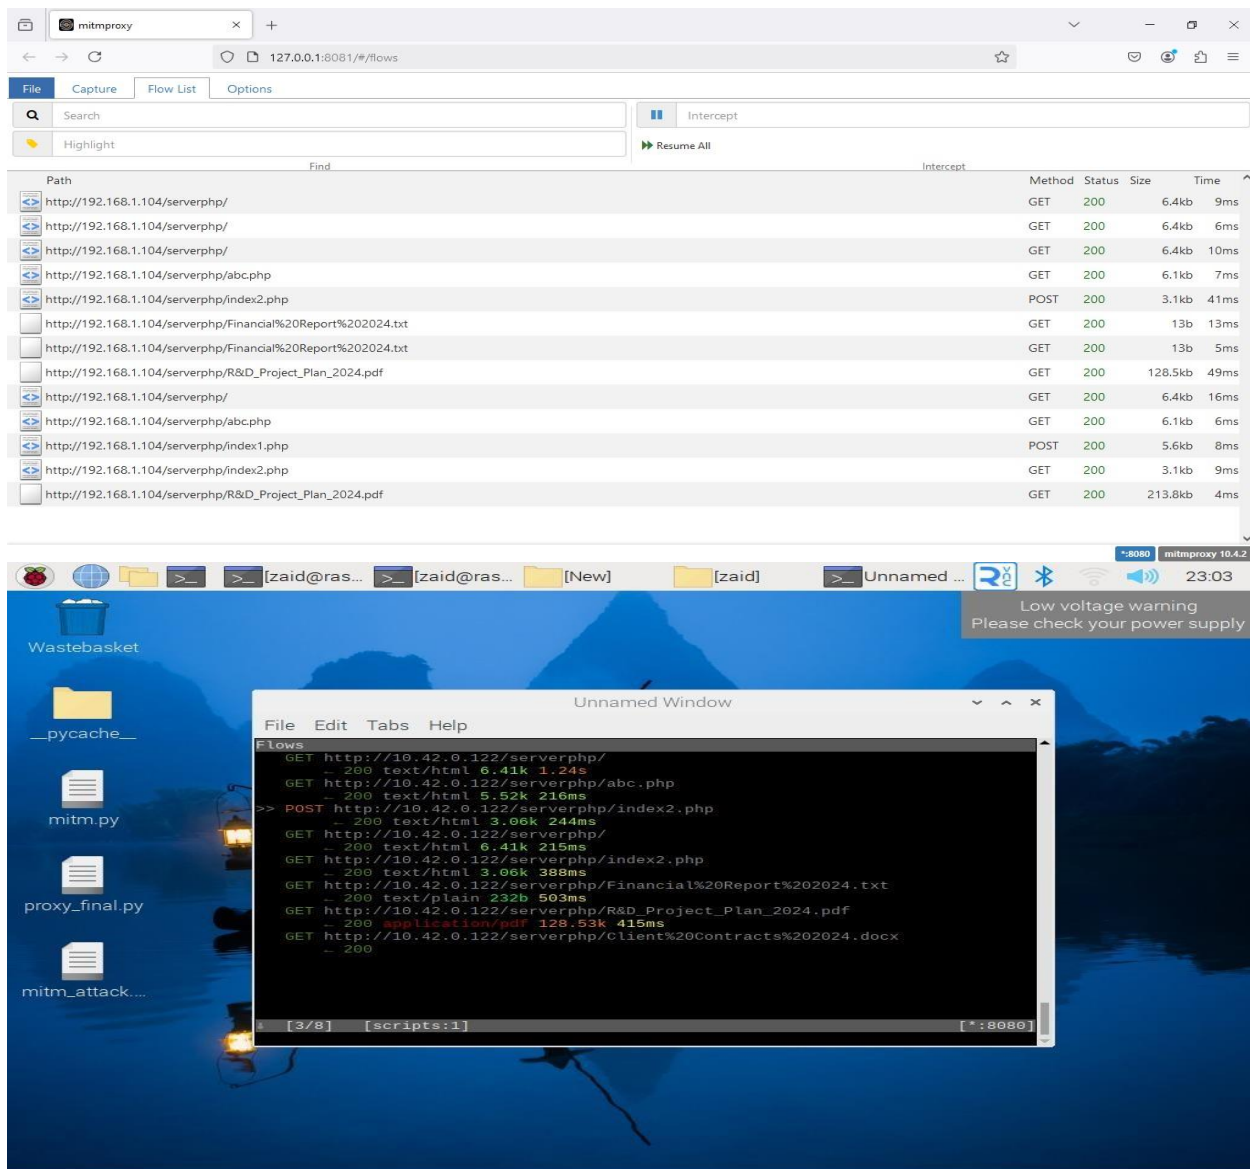 mitmproxy
127.0.0.1:8081/#/flows
File Capture Flow List Options
Search
Intercept
Highlight
Resume All
Find
Intercept
Path Method Status Size Time
http://192.168.1.104/serverphp/ GET 200 6.4kb 9ms
http://192.168.1.104/serverphp/ GET 200 6.4kb 6ms
http://192.168.1.104/serverphp/ GET 200 6.4kb 10ms
http://192.168.1.104/serverphp/abc.php GET 200 6.1kb 7ms
http://192.168.1.104/serverphp/index2.php POST 200 3.1kb 41ms
http://192.168.1.104/serverphp/Financial%20Report%202024.txt GET 200 13b 13ms
http://192.168.1.104/serverphp/Financial%20Report%202024.txt GET 200 13b 5ms
http://192.168.1.104/serverphp/R&D_Project_Plan_2024.pdf GET 200 128.5kb 49ms
http://192.168.1.104/serverphp/ GET 200 6.4kb 16ms
http://192.168.1.104/serverphp/abc.php GET 200 6.1kb 6ms
http://192.168.1.104/serverphp/index1.php POST 200 5.6kb 8ms
http://192.168.1.104/serverphp/index2.php GET 200 3.1kb 9ms
http://192.168.1.104/serverphp/R&D_Project_Plan_2024.pdf GET 200 213.8kb 4ms
*:8080 mitmproxy 10.4.2
[zaid@ras... [zaid@ras... [New] [zaid] Unnamed ... 23:03
Low voltage warning
Please check your power supply
Wastebasket
__pycache__
mitm.py
proxy_final.py
mitm_attack....
Unnamed Window
File Edit Tabs Help
Flows
GET http://10.42.0.122/serverphp/
← 200 text/html 6.41k 1.24s
GET http://10.42.0.122/serverphp/abc.php
← 200 text/html 5.52k 216ms
>> POST http://10.42.0.122/serverphp/index2.php
← 200 text/html 3.06k 244ms
GET http://10.42.0.122/serverphp/
← 200 text/html 6.41k 215ms
GET http://10.42.0.122/serverphp/index2.php
← 200 text/html 3.06k 388ms
GET http://10.42.0.122/serverphp/Financial%20Report%202024.txt
← 200 text/plain 232b 503ms
GET http://10.42.0.122/serverphp/R&D_Project_Plan_2024.pdf
← 200 application/pdf 128.53k 415ms
GET http://10.42.0.122/serverphp/Client%20Contracts%202024.docx
← 200
[3/8] [scripts:1] [*:8080]